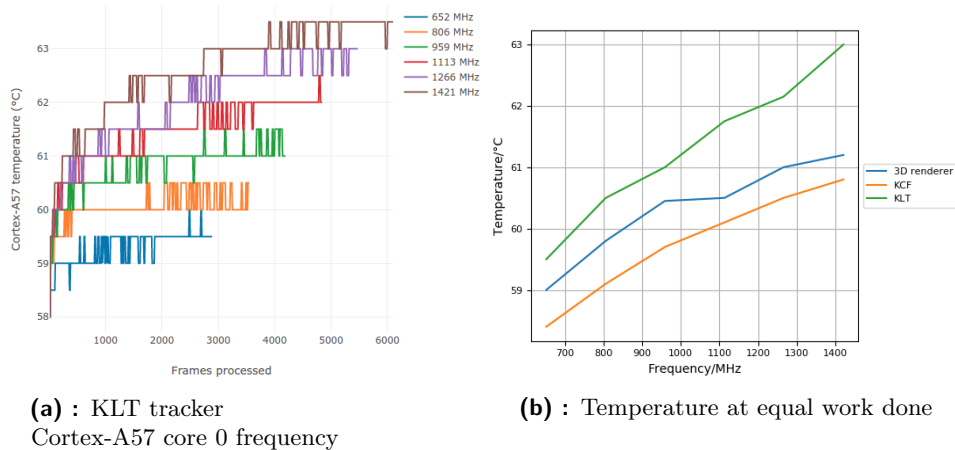 Cortex-A57 temperature (°C)
63
62
61
60
59
58
1000
2000
3000
4000
5000
6000
Frames processed
652 MHz
806 MHz
959 MHz
1113 MHz
1266 MHz
1421 MHz
(a) : KLT tracker
Cortex-A57 core 0 frequency
Temperature/°C
63
62
61
60
59
700
800
900
1000
1100
1200
1300
1400
Frequency/MHz
3D renderer
KCF
KLT
(b) : Temperature at equal work done